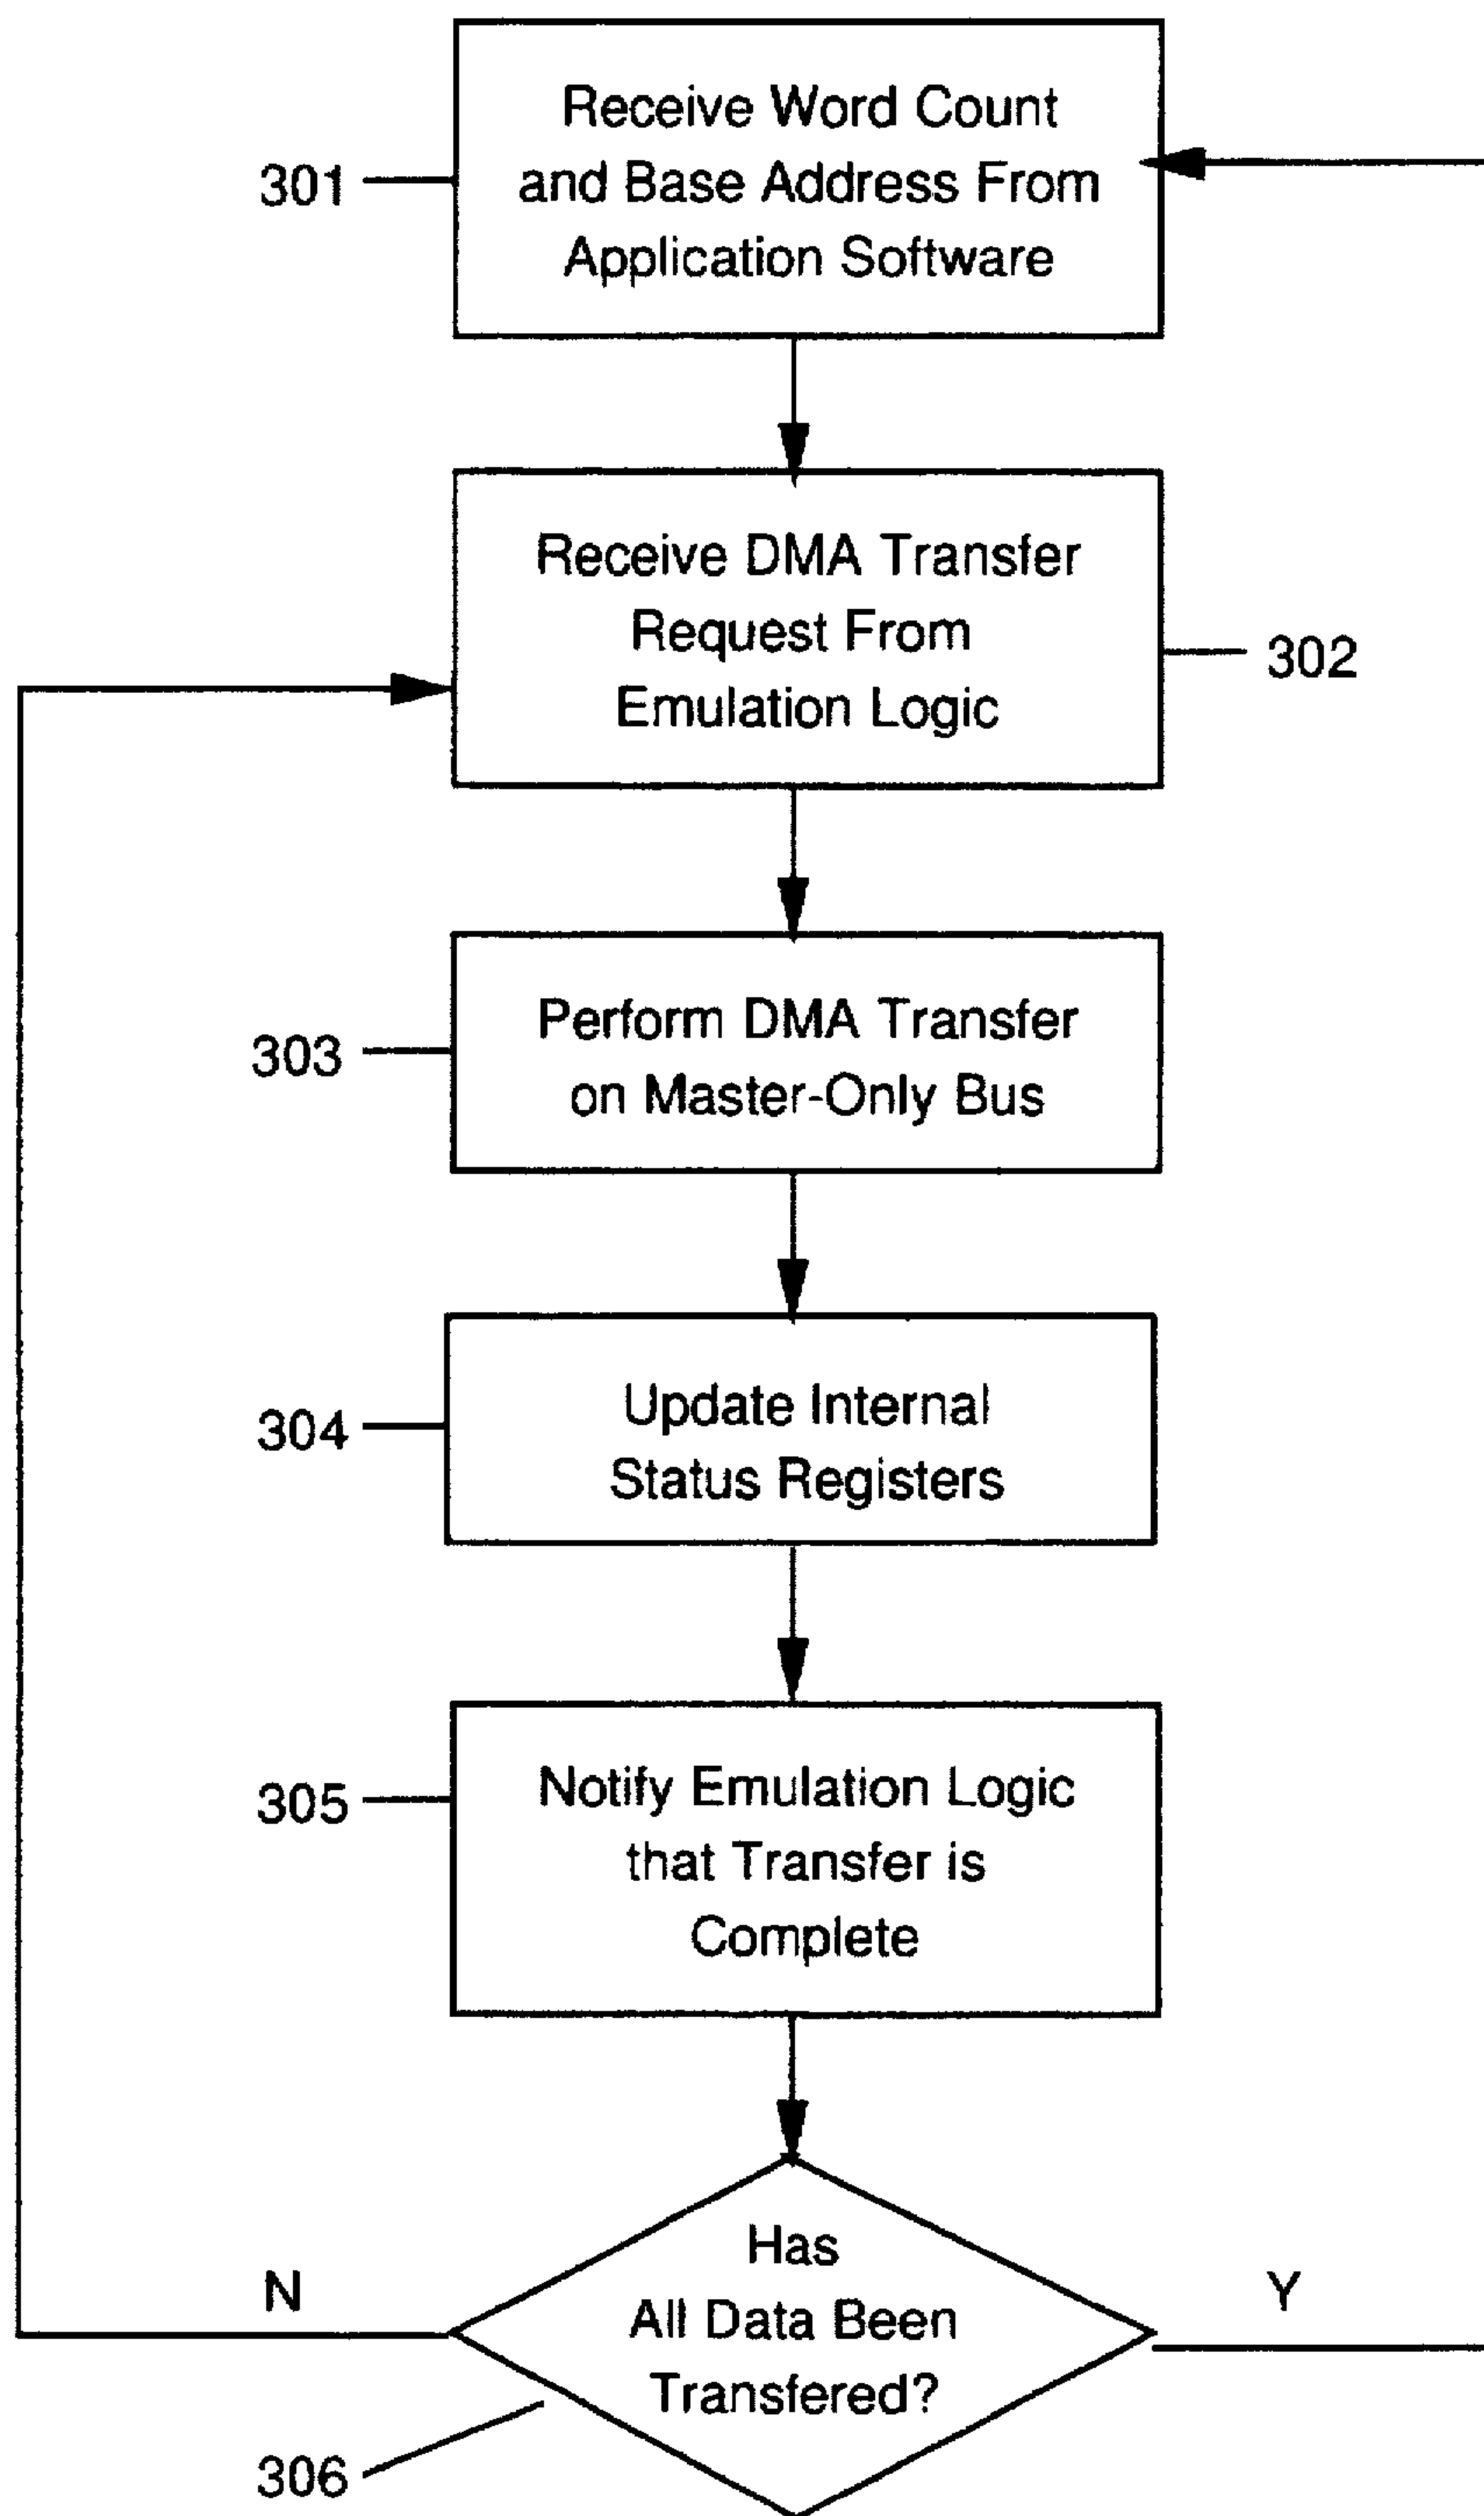 Receive Word Count
and Base Address From
Application Software
301
Receive DMA Transfer
Request From
Emulation Logic
302
Perform DMA Transfer
on Master-Only Bus
303
Update Internal
Status Registers
304
Notify Emulation Logic
that Transfer is
Complete
305
Has
All Data Been
Transfered?
N
Y
306